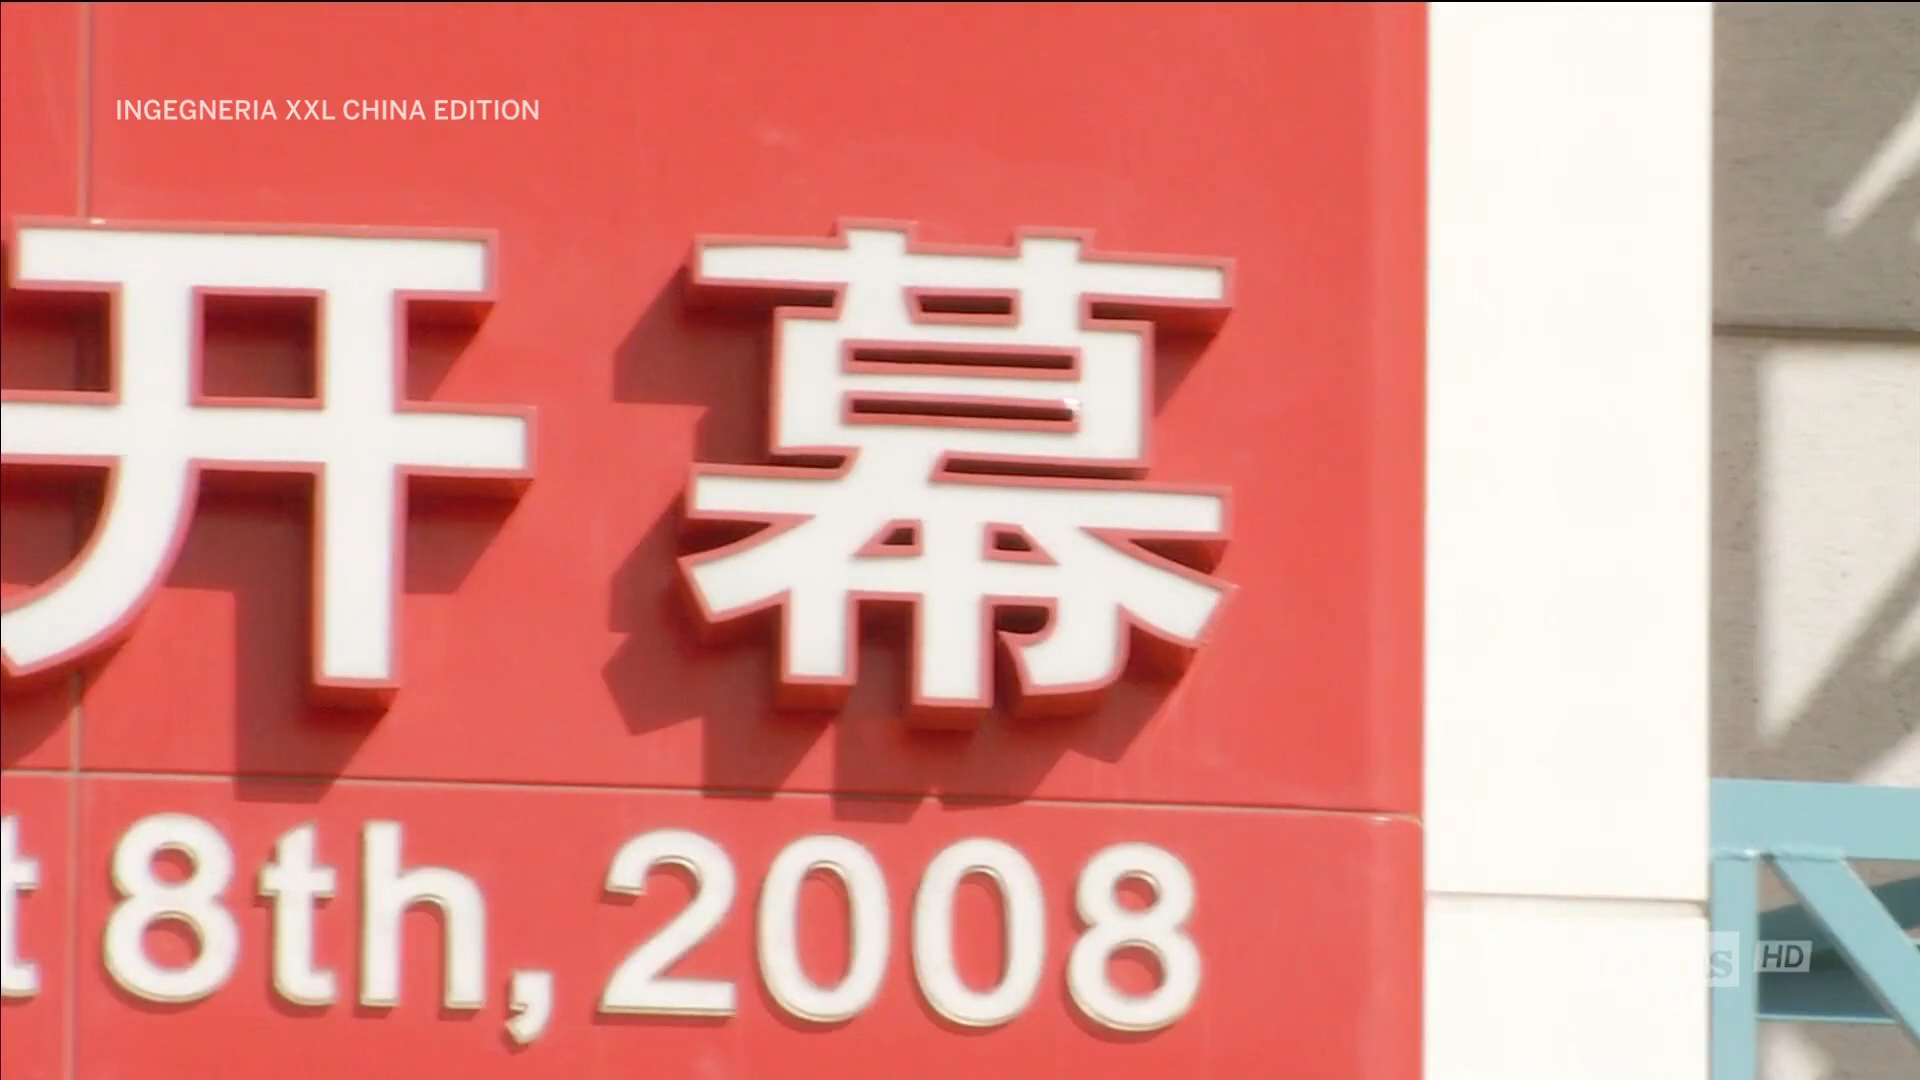 INGEGNERIA XXL CHINA EDITION
开幕
t 8th, 2008
s HD